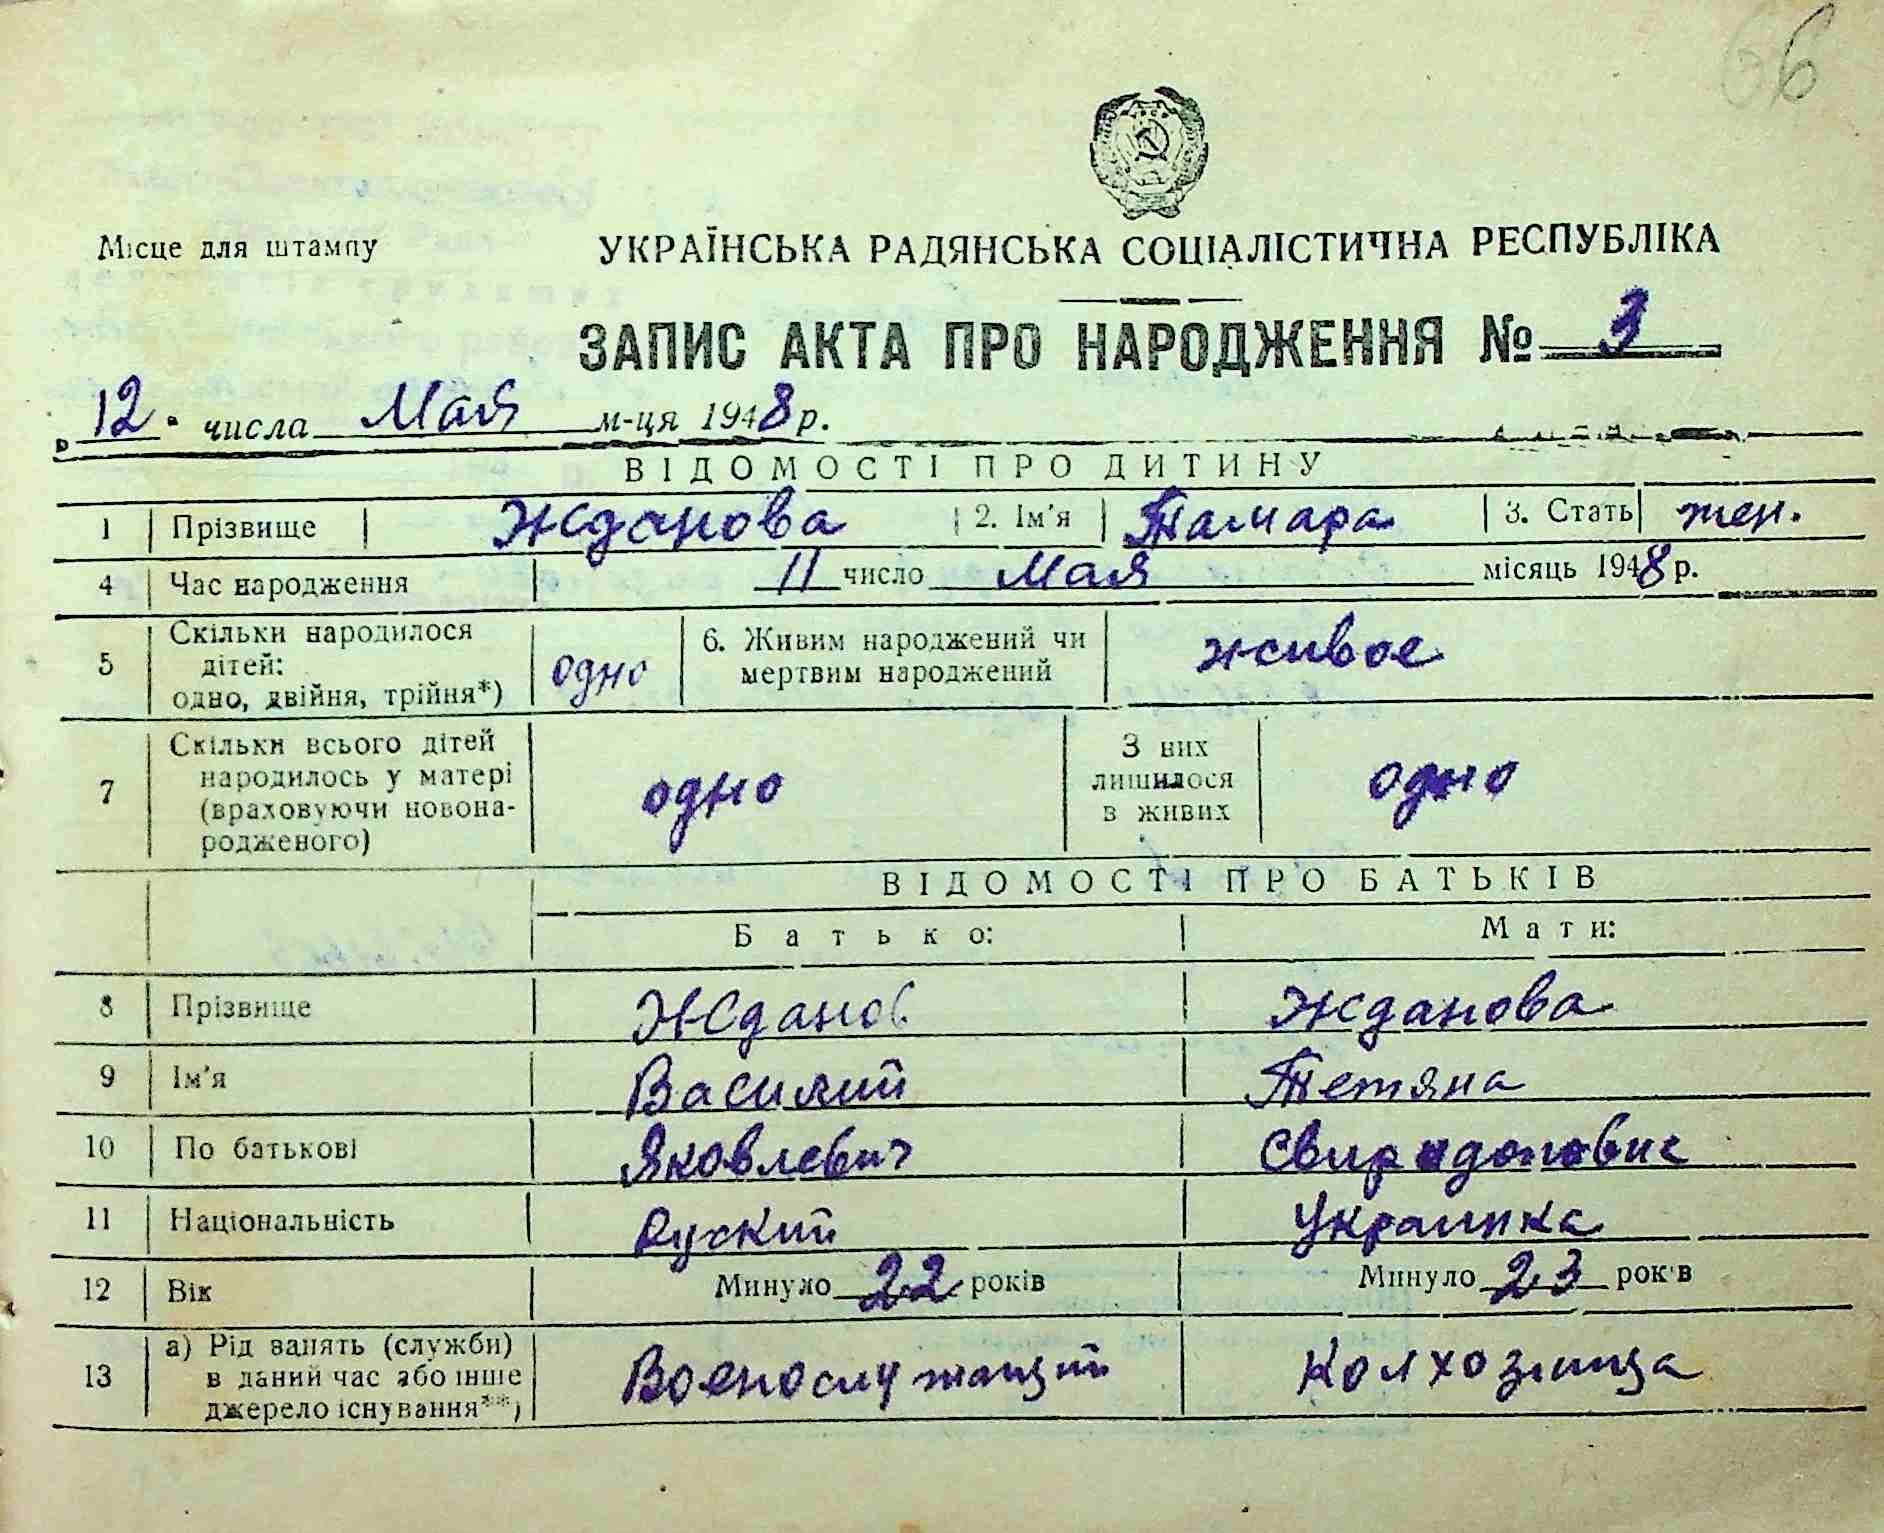 66
Місце для штампу
УКРАЇНСЬКА РАДЯНСЬКА СОЦІАЛІСТИЧНА РЕСПУБЛІКА
ЗАПИС АКТА ПРО НАРОДЖЕННЯ № 3
12 числа Мая м-ця 1948 р.
ВІДОМОСТІ ПРО ДИТИНУ
1 Прізвище Жданова 2. Ім'я Тамара 3. Стать жен.
4 Час народження 11 число Мая місяць 1948 р.
5 Скільки народилося дітей: одно, двійня, трійня*) одно 6. Живим народжений чи мертвим народжений живое
7 Скільки всього дітей народилось у матері (враховуючи новона-родженого) одно З них лишилося в живих одно
ВІДОМОСТІ ПРО БАТЬКІВ
Батько: Мати:
8 Прізвище Жданов Жданова
9 Ім'я Василий Тетяна
10 По батькові Яковлевич
11 Національність Руский Украинка
12 Вік Минуло 22 років Минуло 23 років
13 а) Рід занять (служби) в даний час або інше джерело існування**) Военослужащий Колхозница